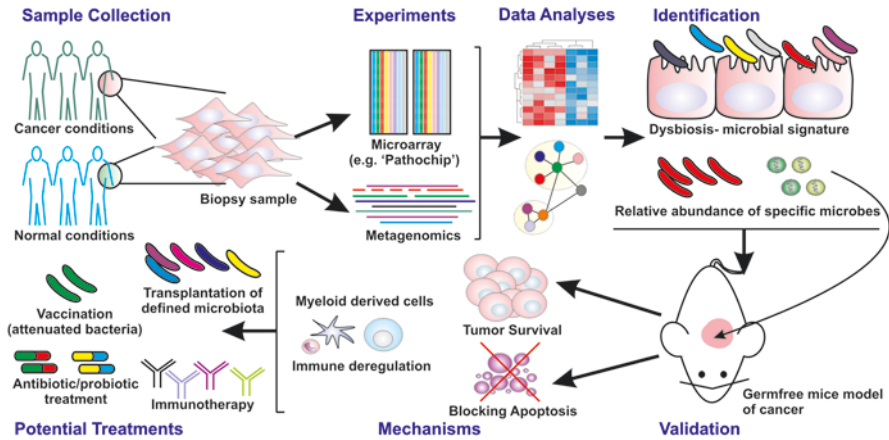 Sample Collection
Experiments
Data Analyses
Identification
Cancer conditions
Normal conditions
Biopsy sample
Microarray
(e.g. ‘Pathochip’)
Metagenomics
Dysbiosis- microbial signature
Relative abundance of specific microbes
Vaccination
(attenuated bacteria)
Transplantation of
defined microbiota
Antibiotic/probiotic
treatment
Immunotherapy
Myeloid derived cells
Immune deregulation
Tumor Survival
Blocking Apoptosis
Germfree mice model
of cancer
Potential Treatments
Mechanisms
Validation